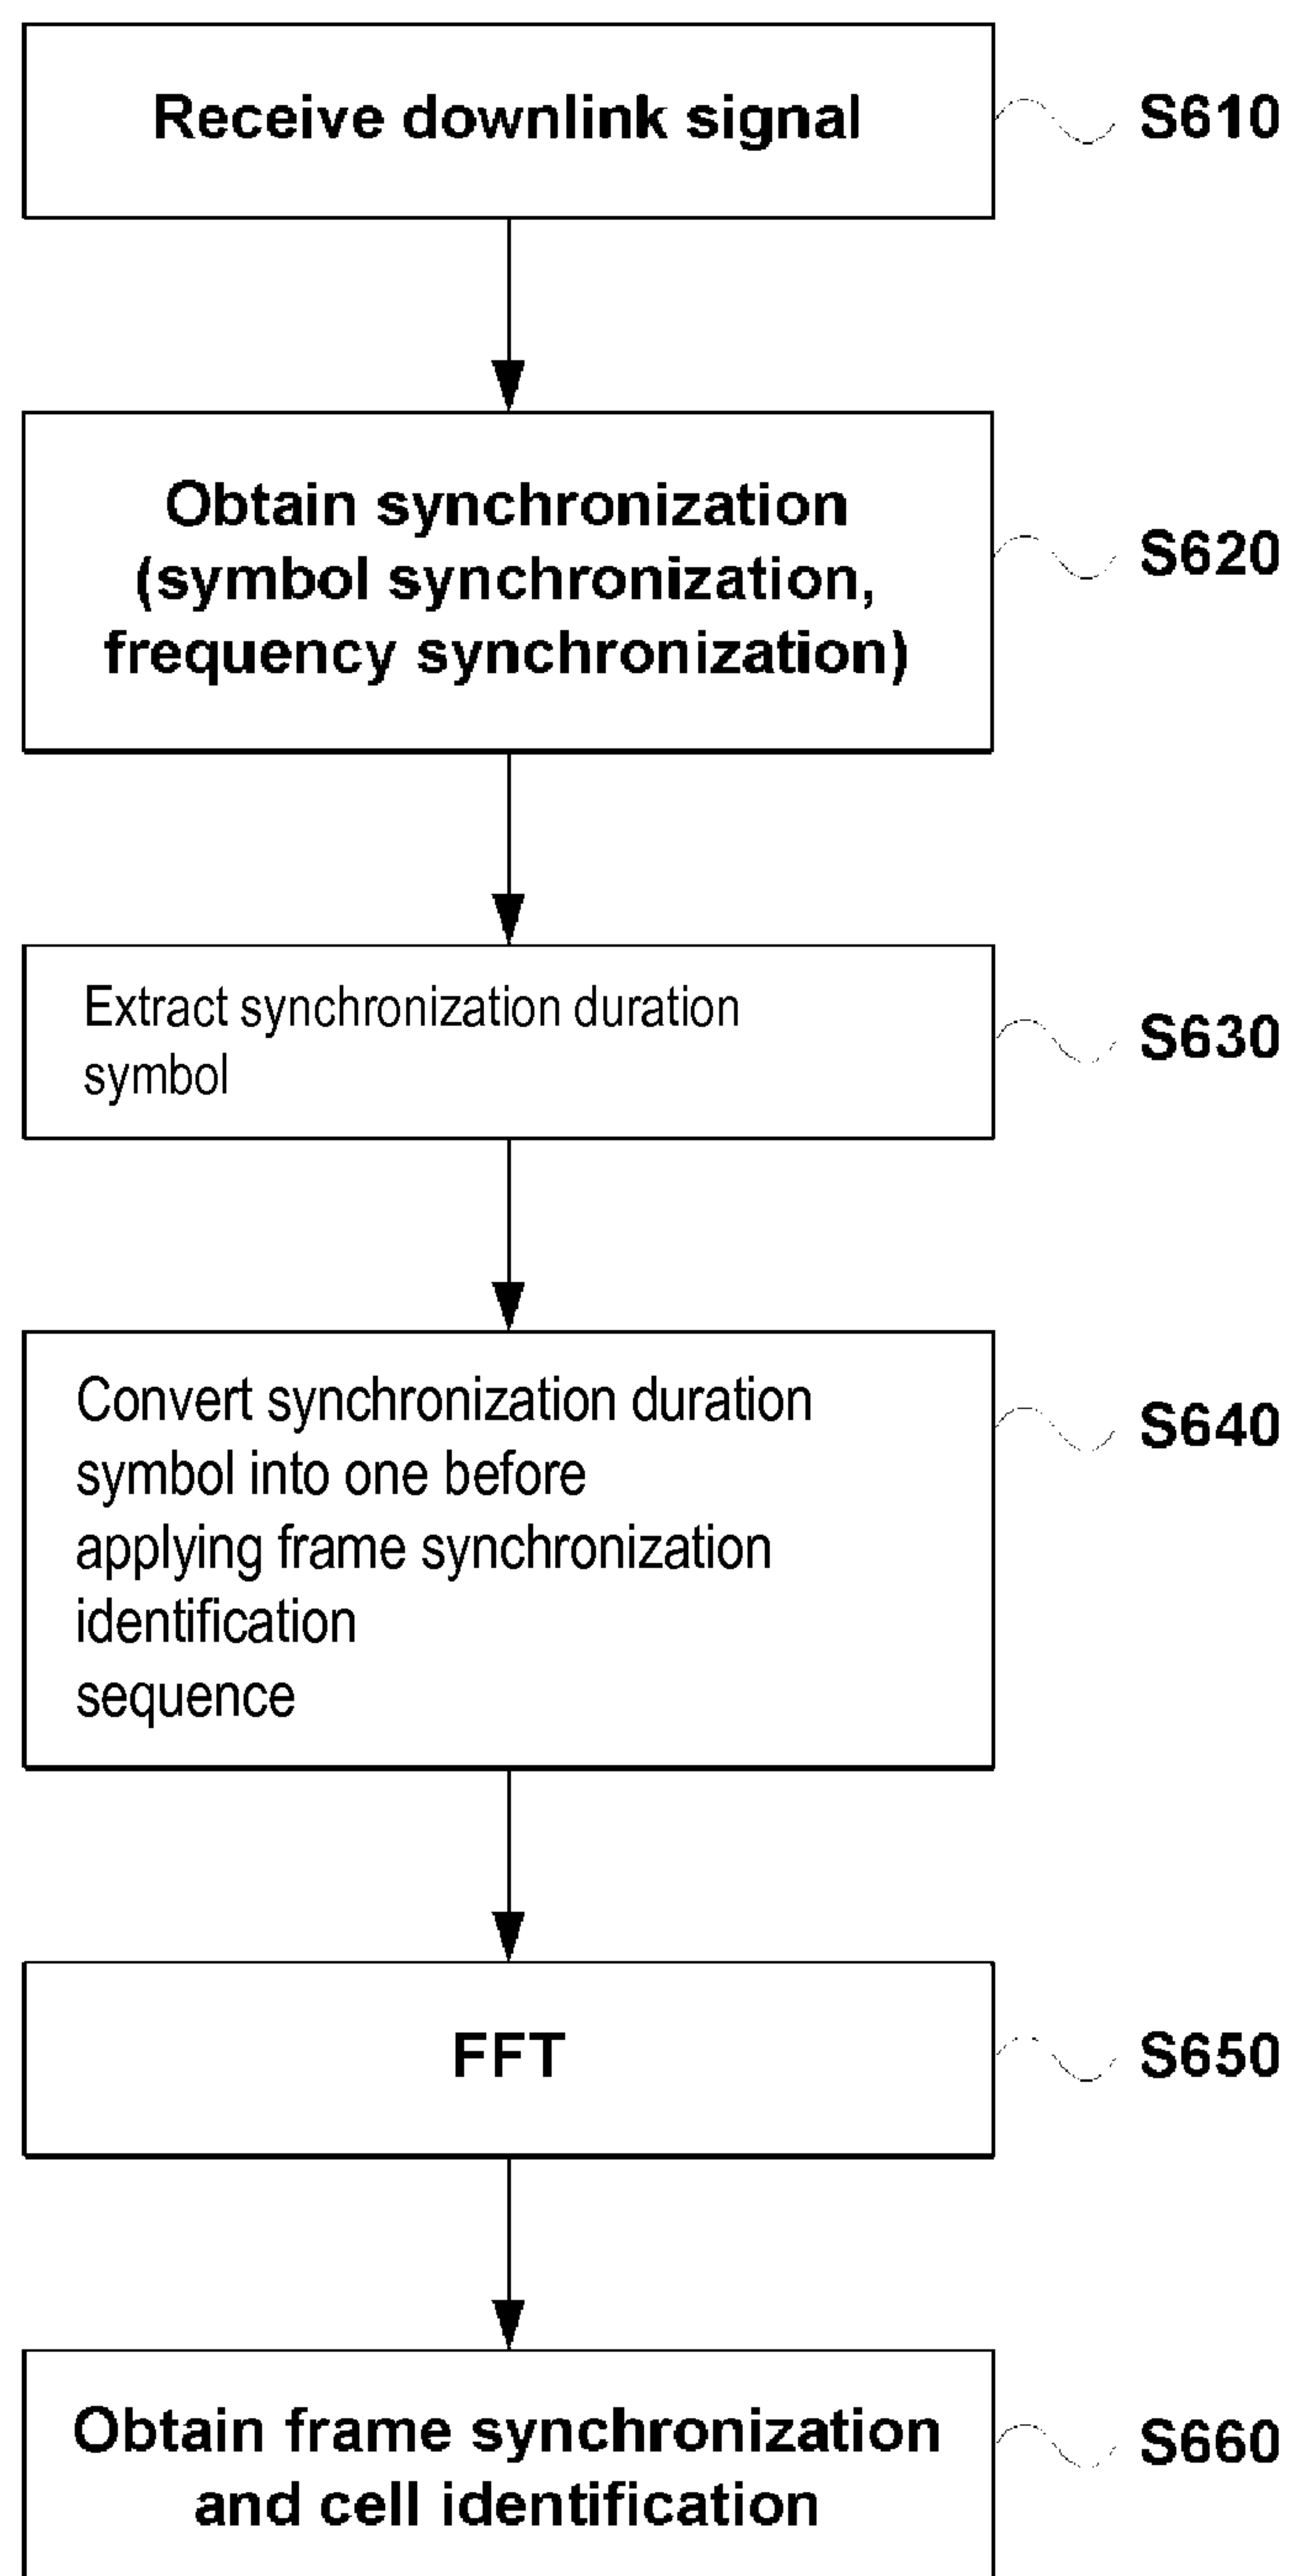 Receive downlink signal
S610
Obtain synchronization
(symbol synchronization,
frequency synchronization)
S620
Extract synchronization duration
symbol
S630
Convert synchronization duration
symbol into one before
applying frame synchronization
identification
sequence
S640
FFT
S650
Obtain frame synchronization
and cell identification
S660